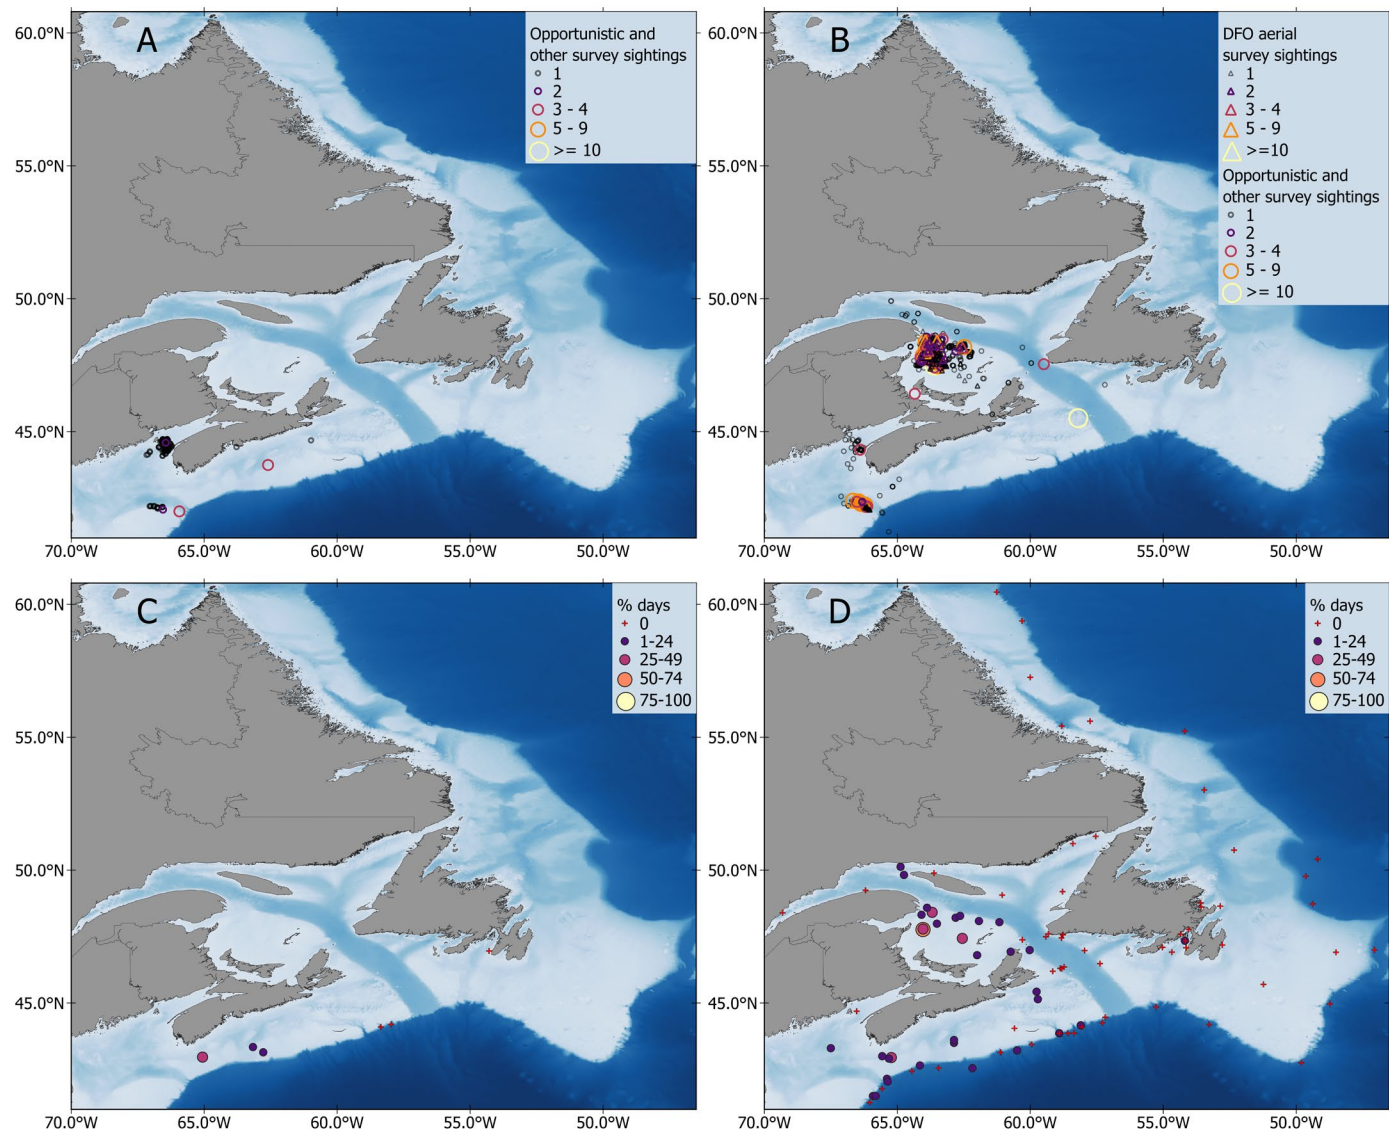 A
Opportunistic and
other survey sightings
1
2
3 - 4
5 - 9
>= 10
60.0°N
55.0°N
50.0°N
45.0°N
70.0°W
65.0°W
60.0°W
55.0°W
50.0°W
B
DFO aerial
survey sightings
1
2
3 - 4
5 - 9
>=10
Opportunistic and
other survey sightings
1
2
3 - 4
5 - 9
>= 10
60.0°N
55.0°N
50.0°N
45.0°N
70.0°W
65.0°W
60.0°W
55.0°W
50.0°W
C
% days
0
1-24
25-49
50-74
75-100
60.0°N
55.0°N
50.0°N
45.0°N
70.0°W
65.0°W
60.0°W
55.0°W
50.0°W
D
% days
0
1-24
25-49
50-74
75-100
60.0°N
55.0°N
50.0°N
45.0°N
70.0°W
65.0°W
60.0°W
55.0°W
50.0°W